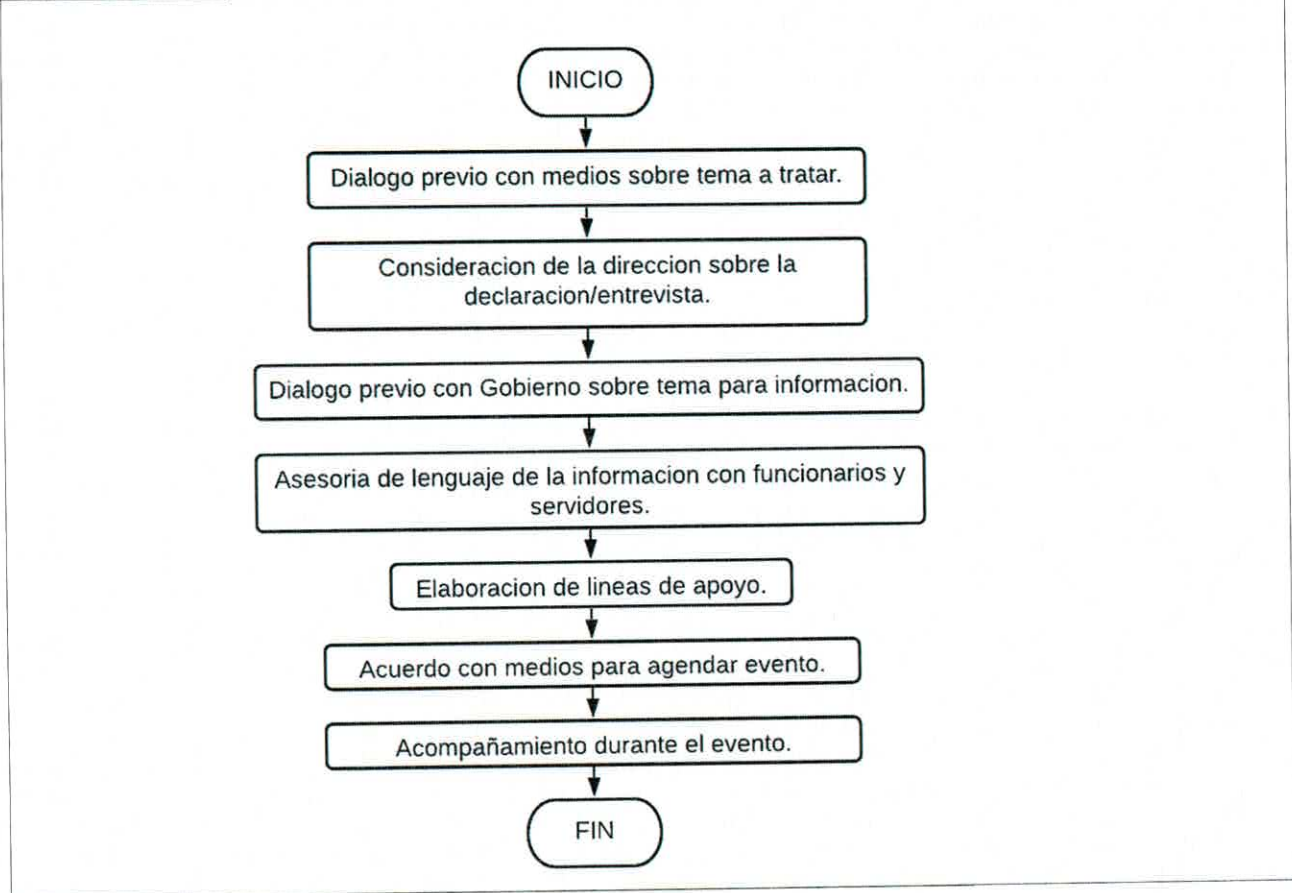 INICIO
Dialogo previo con medios sobre tema a tratar.
Consideracion de la direccion sobre la
declaracion/entrevista.
Dialogo previo con Gobierno sobre tema para informacion.
Asesoria de lenguaje de la informacion con funcionarios y
servidores.
Elaboracion de lineas de apoyo.
Acuerdo con medios para agendar evento.
Acompañamiento durante el evento.
FIN